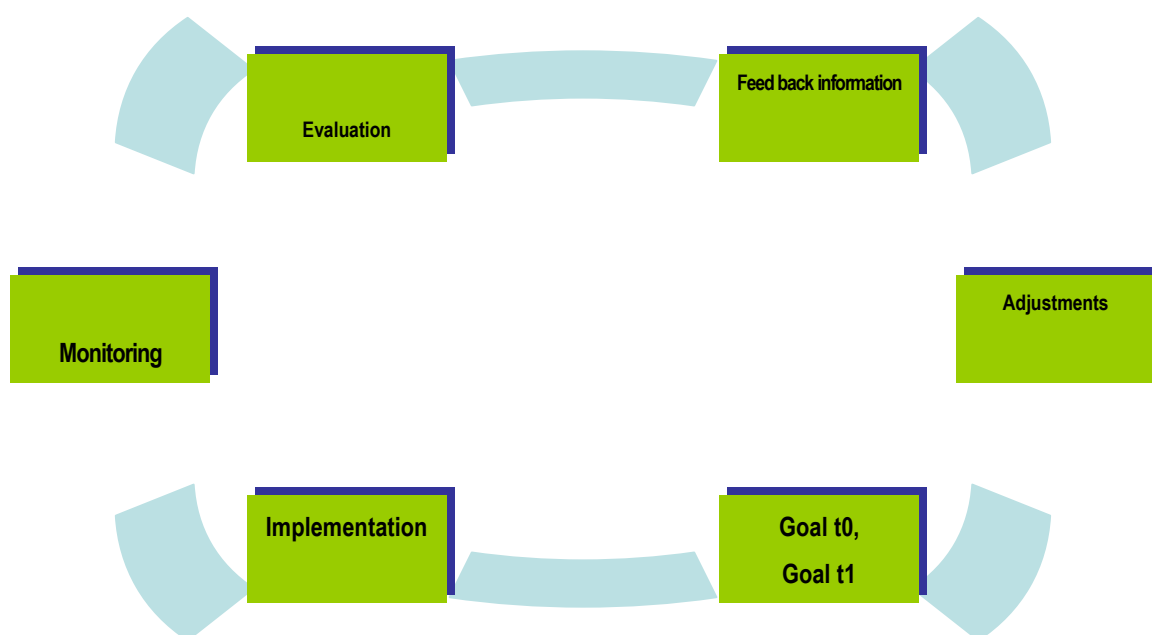 Feed back information
Evaluation
Adjustments
Monitoring
Implementation
Goal t0,
Goal t1